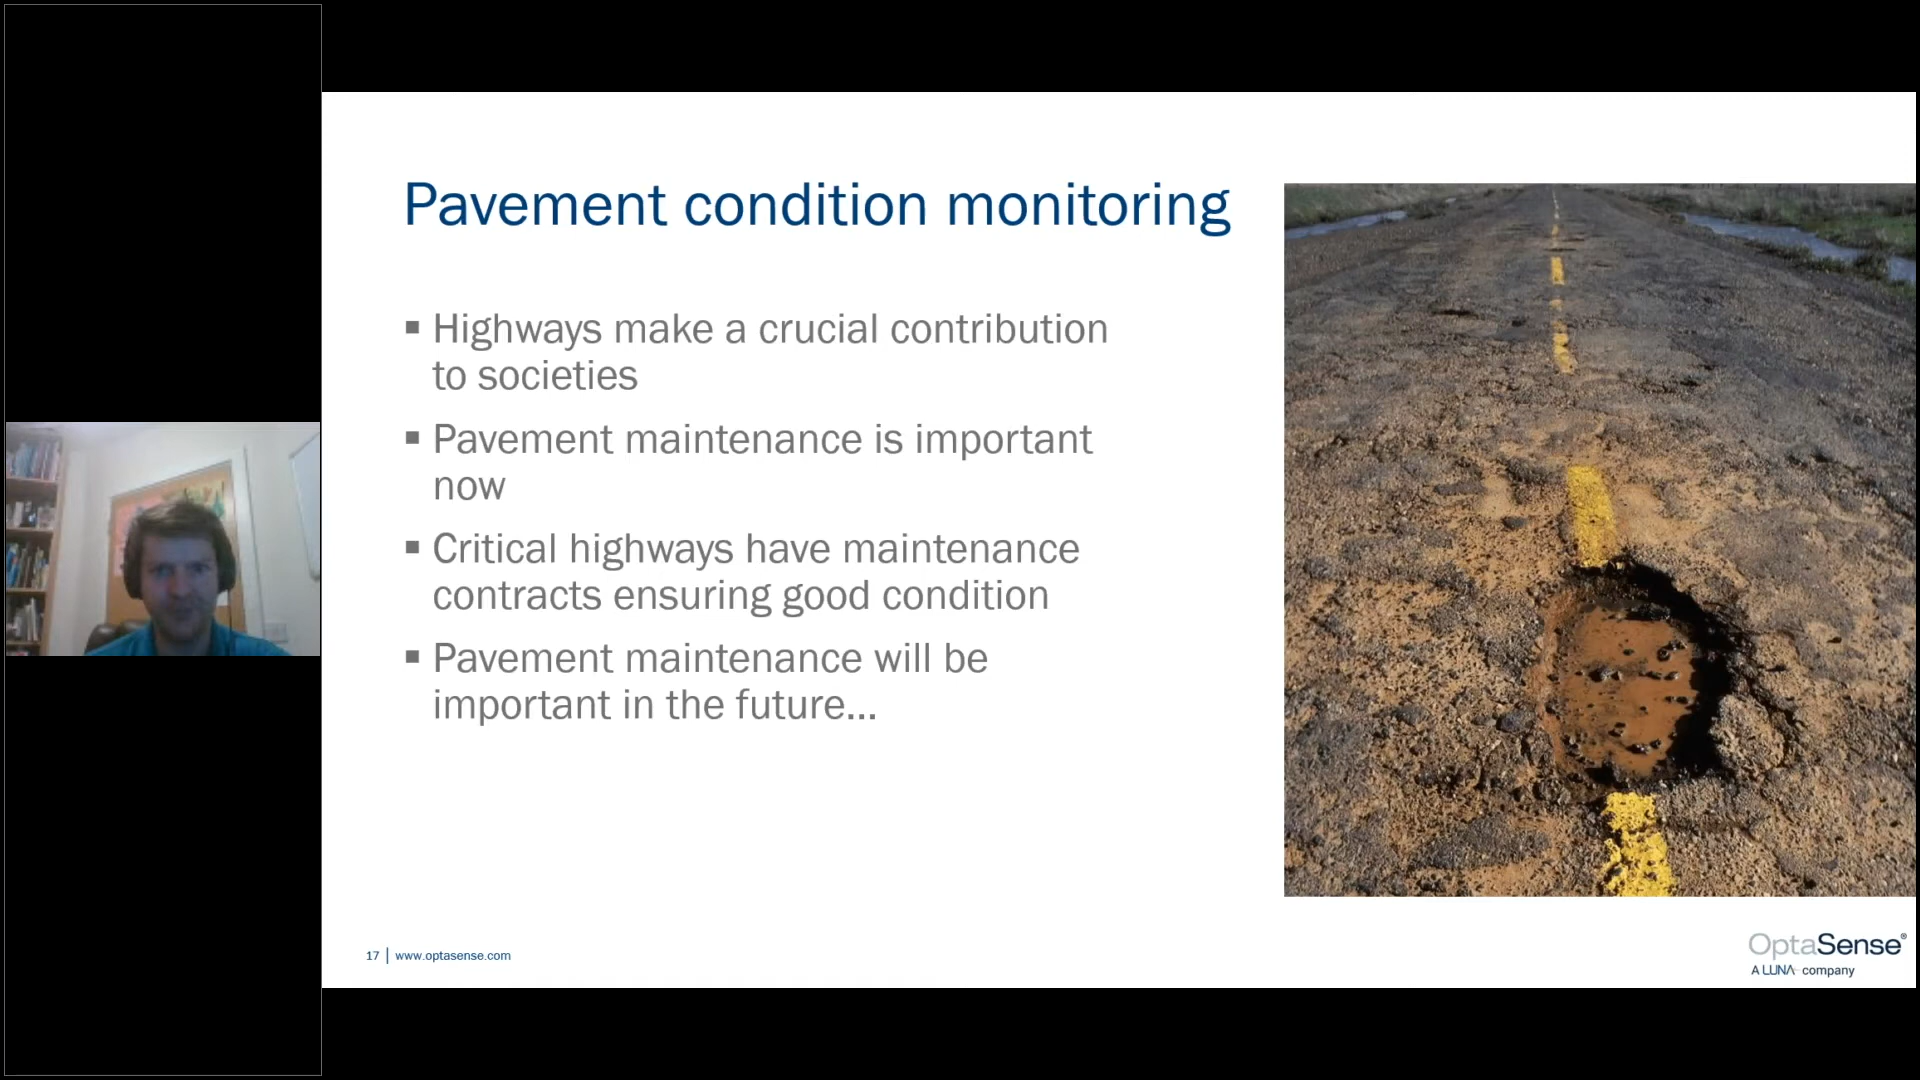 Pavement condition monitoring
▪ Highways make a crucial contribution
to societies
▪ Pavement maintenance is important
now
▪ Critical highways have maintenance
contracts ensuring good condition
▪ Pavement maintenance will be
important in the future...
17 | www.optasense.com
OptaSense®
A LUNA company